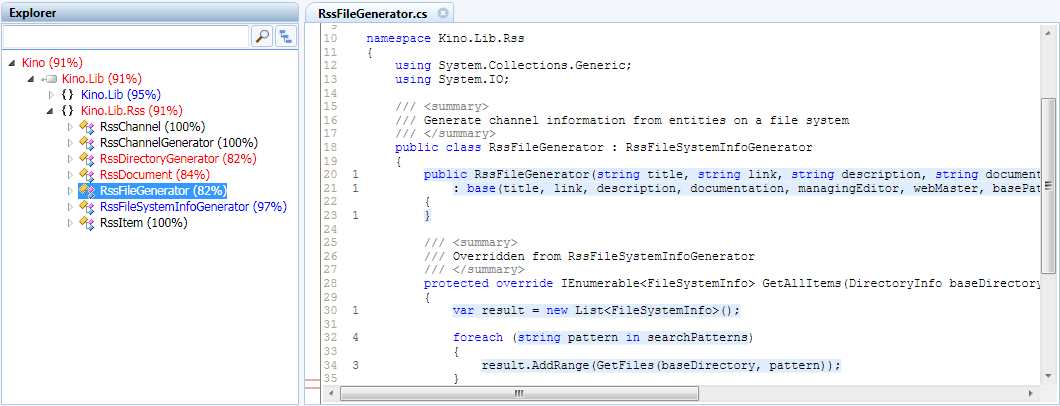 Explorer
Kino (91%)
Kino.Lib (91%)
{} Kino.Lib (95%)
{} Kino.Lib.Rss (91%)
RssChannel (100%)
RssChannelGenerator (100%)
RssDirectoryGenerator (82%)
RssDocument (84%)
RssFileGenerator (82%)
RssFileSystemInfoGenerator (97%)
RssItem (100%)
RssFileGenerator.cs
9
10 namespace Kino.Lib.Rss
11 {
12 using System.Collections.Generic;
13 using System.IO;
14
15 /// <summary>
16 /// Generate channel information from entities on a file system
17 /// </summary>
18 public class RssFileGenerator : RssFileSystemInfoGenerator
19 {
20 1 public RssFileGenerator(string title, string link, string description, string document
21 1 : base(title, link, description, documentation, managingEditor, webMaster, basePat
22 {
23 1 }
24
25 /// <summary>
26 /// Overridden from RssFileSystemInfoGenerator
27 /// </summary>
28 protected override IEnumerable<FileSystemInfo> GetAllItems(DirectoryInfo baseDirectory
29 {
30 1 var result = new List<FileSystemInfo>();
31
32 4 foreach (string pattern in searchPatterns)
33 {
34 3 result.AddRange(GetFiles(baseDirectory, pattern));
35 }